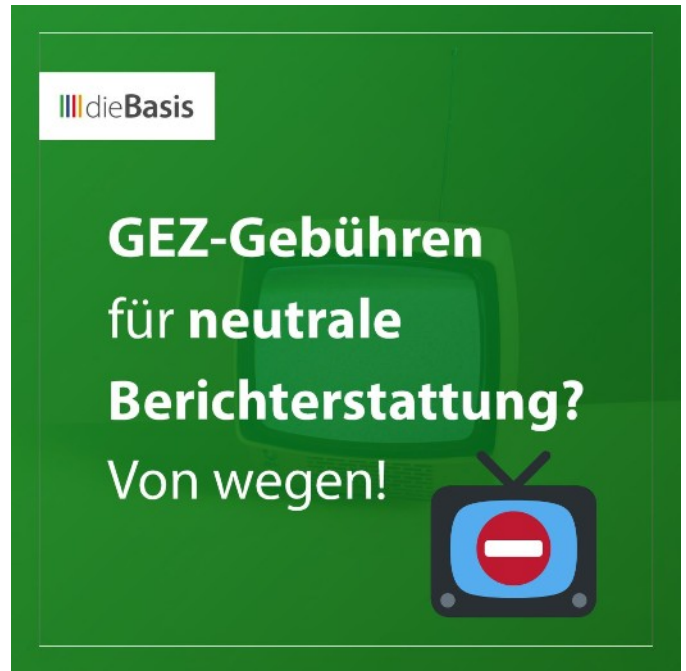 dieBasis
GEZ-Gebühren
für neutrale
Berichterstattung?
Von wegen!